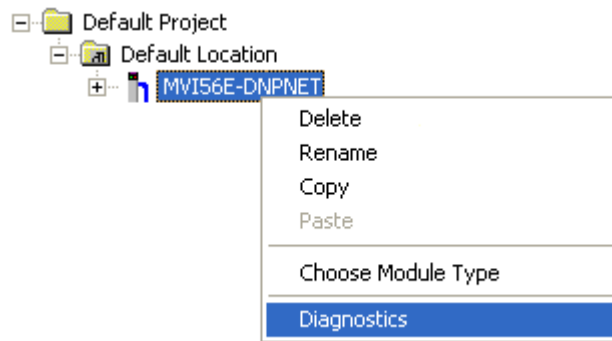 Default Project
Default Location
MVI56E-DNPNET
Delete
Rename
Copy
Paste
Choose Module Type
Diagnostics